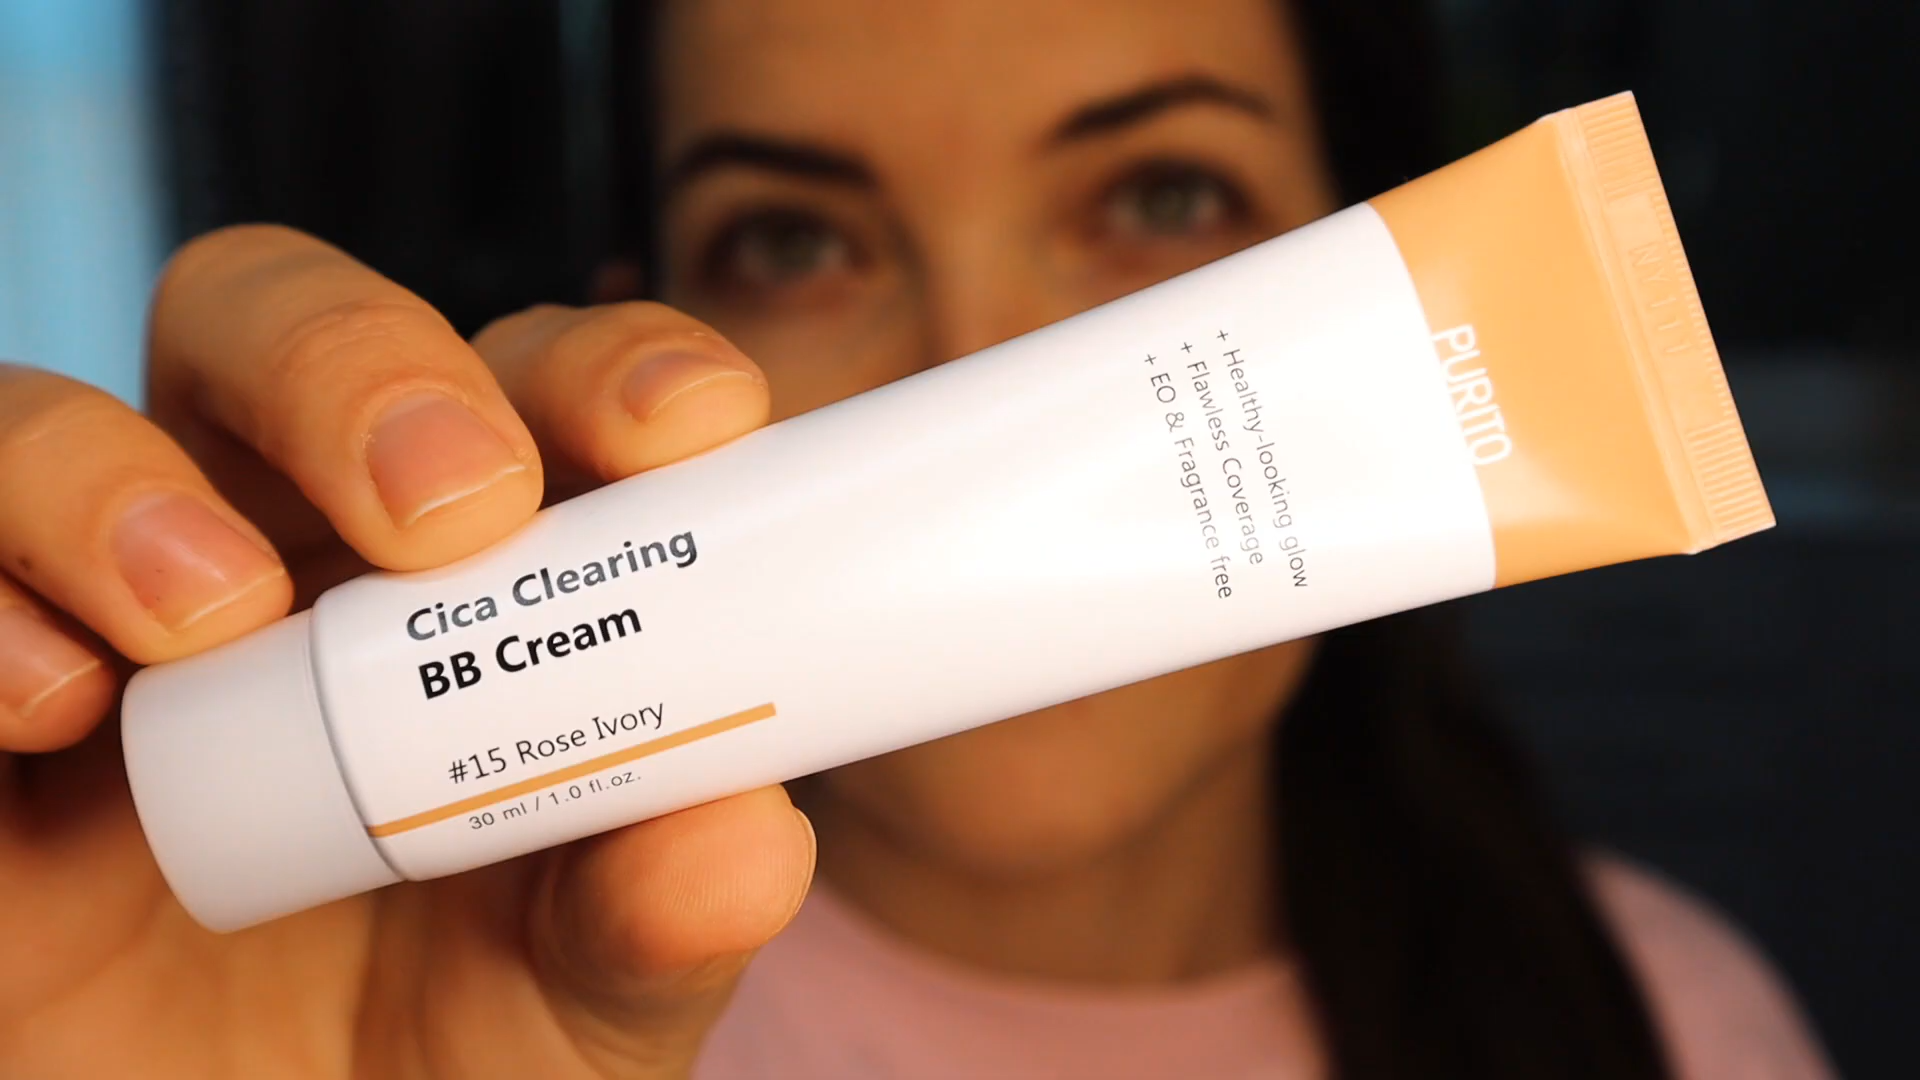 Cica Clearing
BB Cream
#15 Rose Ivory
30 ml / 1.0 fl.oz.
+ Healthy-looking glow
+ Flawless Coverage
+ EO & Fragrance free
PURITO